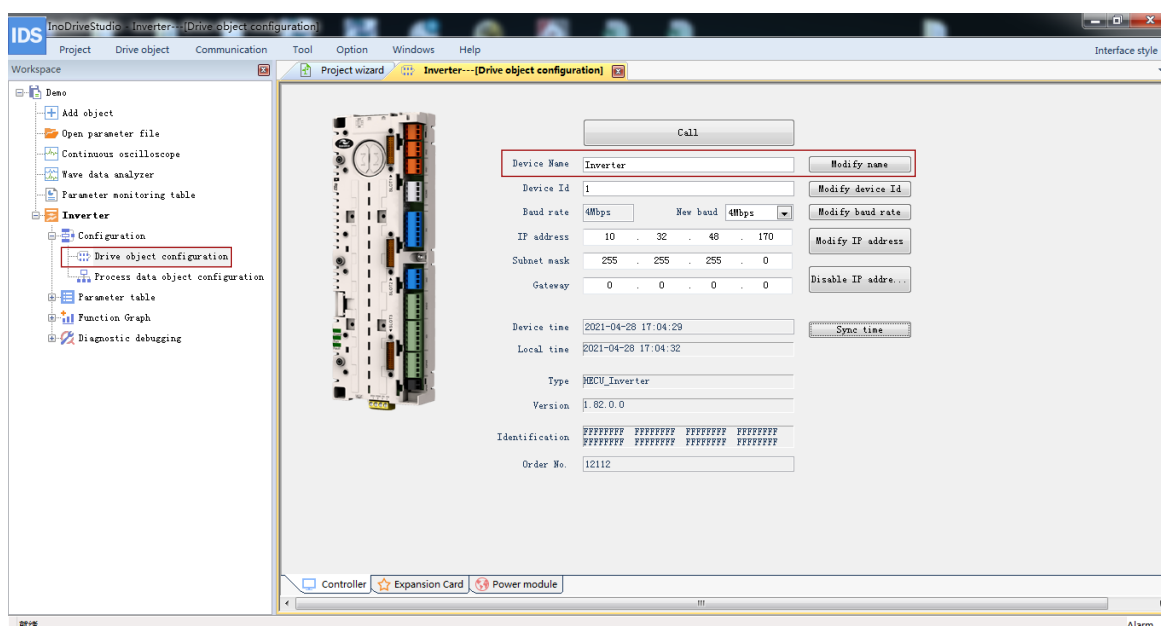 IDS InoDriveStudio - Inverter---[Drive object configuration]
Project Drive object Communication Tool Option Windows Help Interface style
Workspace
Project wizard Inverter---[Drive object configuration]
Demo
Add object
Open parameter file
Continuous oscilloscope
Wave data analyzer
Parameter monitoring table
Inverter
Configuration
Drive object configuration
Process data object configuration
Parameter table
Function Graph
Diagnostic debugging
SLOT1
SLOT2
SLOT3
Call
Device Name Inverter Modify name
Device Id 1 Modify device Id
Baud rate 4Mbps New baud 4Mbps Modify baud rate
IP address 10 . 32 . 48 . 170 Modify IP address
Subnet mask 255 . 255 . 255 . 0
Gateway 0 . 0 . 0 . 0 Disable IP addre...
Device time 2021-04-28 17:04:29 Sync time
Local time 2021-04-28 17:04:32
Type MECU_Inverter
Version 1.82.0.0
Identification FFFFFFFF FFFFFFFF FFFFFFFF FFFFFFFF
FFFFFFFF FFFFFFFF FFFFFFFF FFFFFFFF
Order No. 12112
Controller Expansion Card Power module
就绪 Alarm